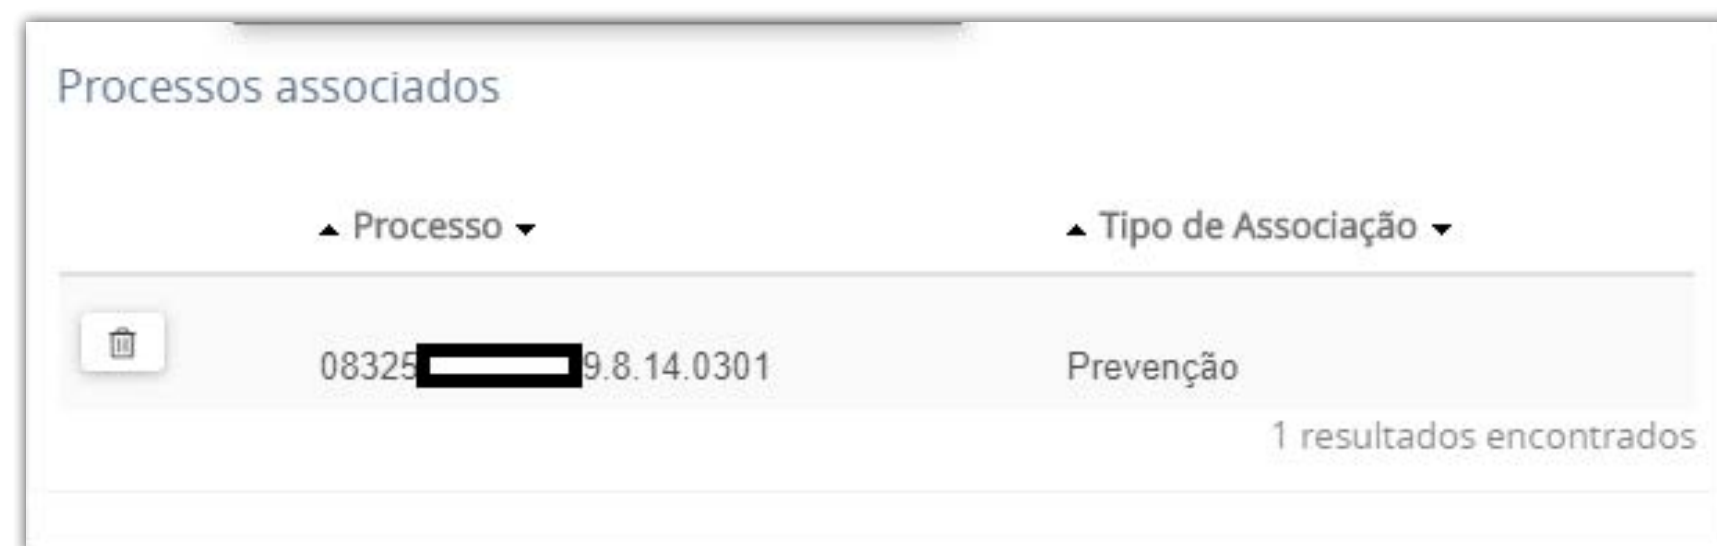 Processos associados
Processo Tipo de Associação
08325 9.8.14.0301 Prevenção
1 resultados encontrados